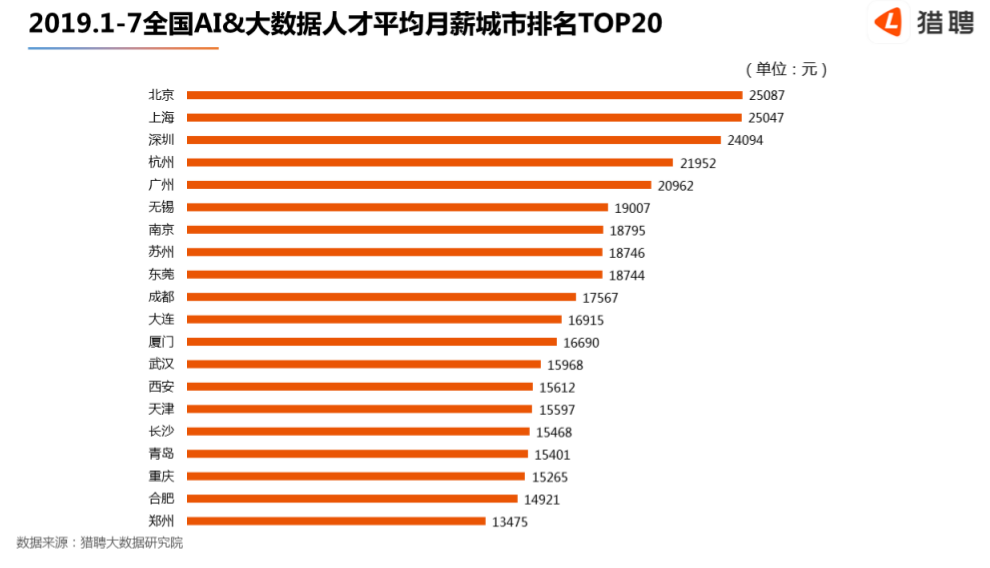 2019.1-7全国AI&大数据人才平均月薪城市排名TOP20
猎聘
（单位：元）
北京 25087
上海 25047
深圳 24094
杭州 21952
广州 20962
无锡 19007
南京 18795
苏州 18746
东莞 18744
成都 17567
大连 16915
厦门 16690
武汉 15968
西安 15612
天津 15597
长沙 15468
青岛 15401
重庆 15265
合肥 14921
郑州 13475
数据来源：猎聘大数据研究院